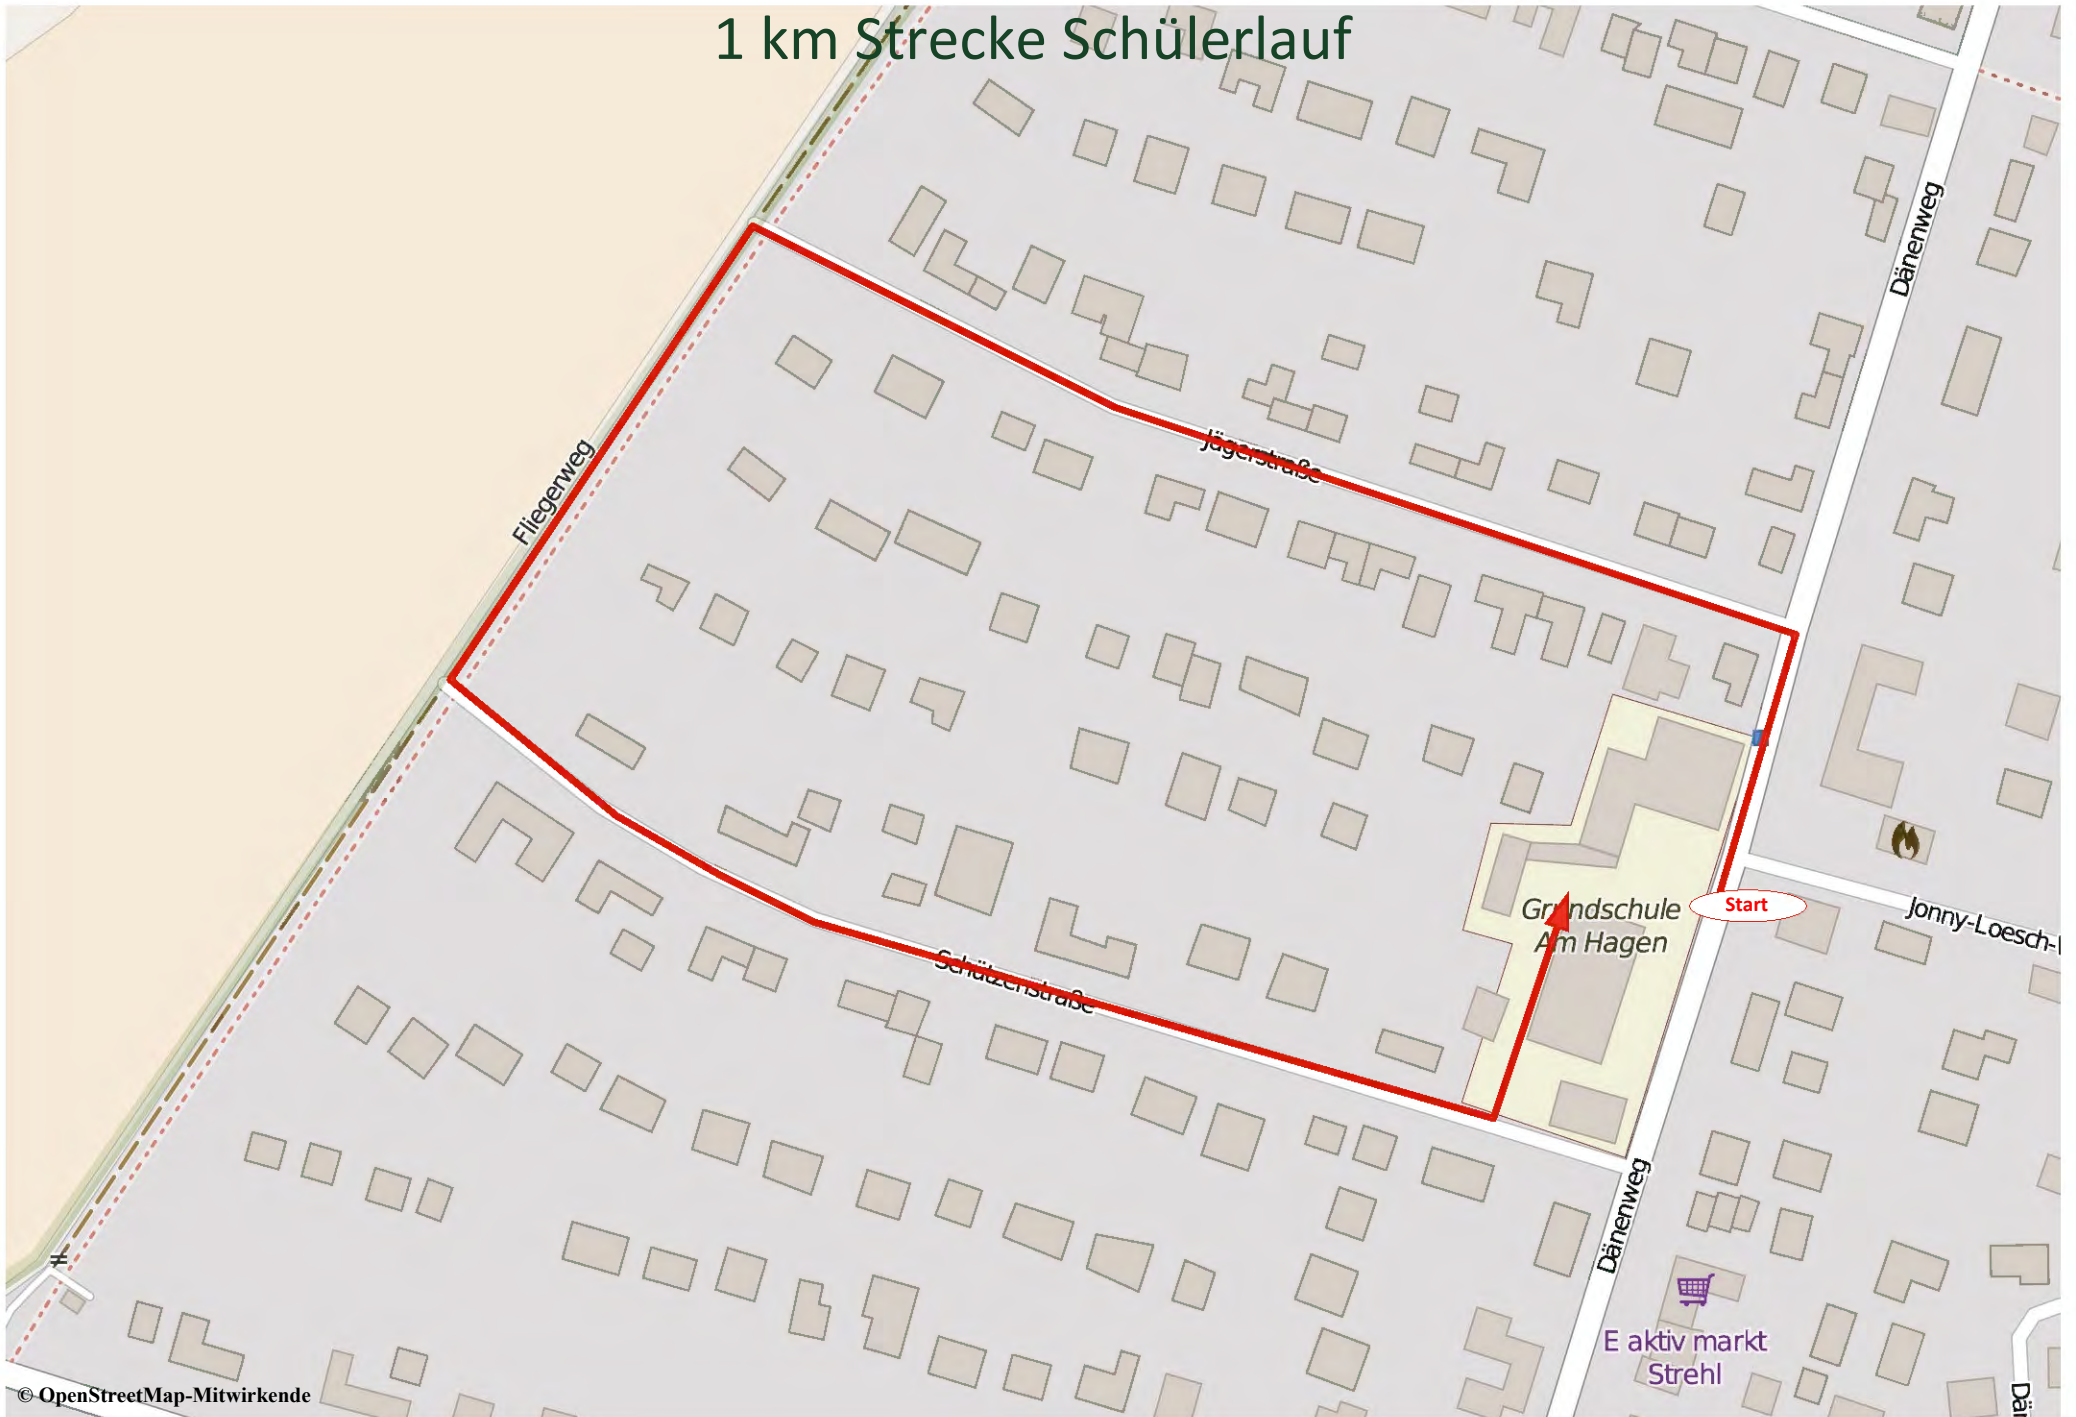 1 km Strecke Schülerlauf
Dänenweg
Jägerstraße
Fliegerweg
Grundschule
Am Hagen
Start
Jonny-Loesch-
Schützenstraße
Dänenweg
E aktiv markt
Strehl
© OpenStreetMap-Mitwirkende